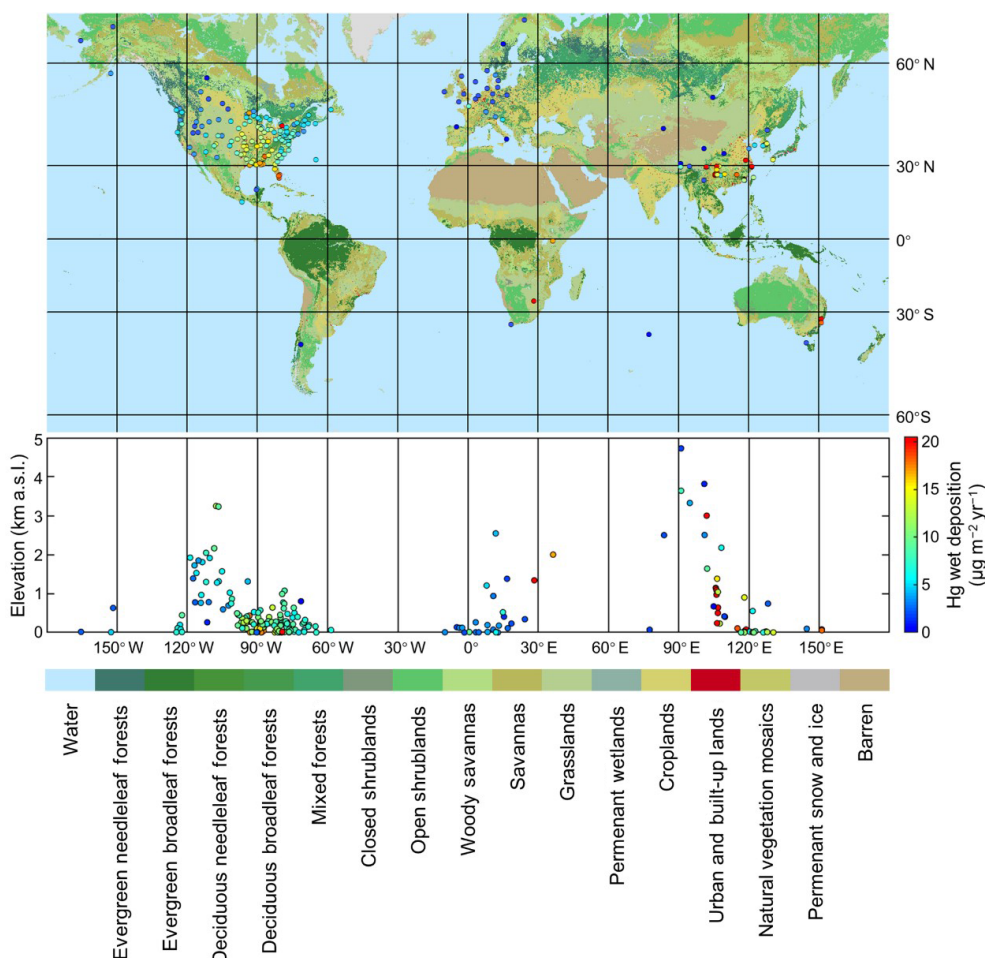 60° N
30° N
0°
30° S
60°S
5
4
3
2
1
0
Elevation (km a.s.l.)
150° W
120° W
90° W
60° W
30° W
0° E
30° E
60° E
90° E
120° E
150° E
20
15
10
5
0
Hg wet deposition
(µg m⁻² yr⁻¹)
Water
Evergreen needleleaf forests
Evergreen broadleaf forests
Deciduous needleleaf forests
Deciduous broadleaf forests
Mixed forests
Closed shrublands
Open shrublands
Woody savannas
Savannas
Grasslands
Permenant wetlands
Croplands
Urban and built-up lands
Natural vegetation mosaics
Permenant snow and ice
Barren